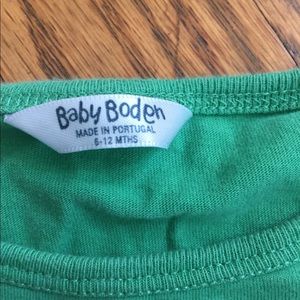 Baby Boden
MADE IN PORTUGAL
6-12 MTHS